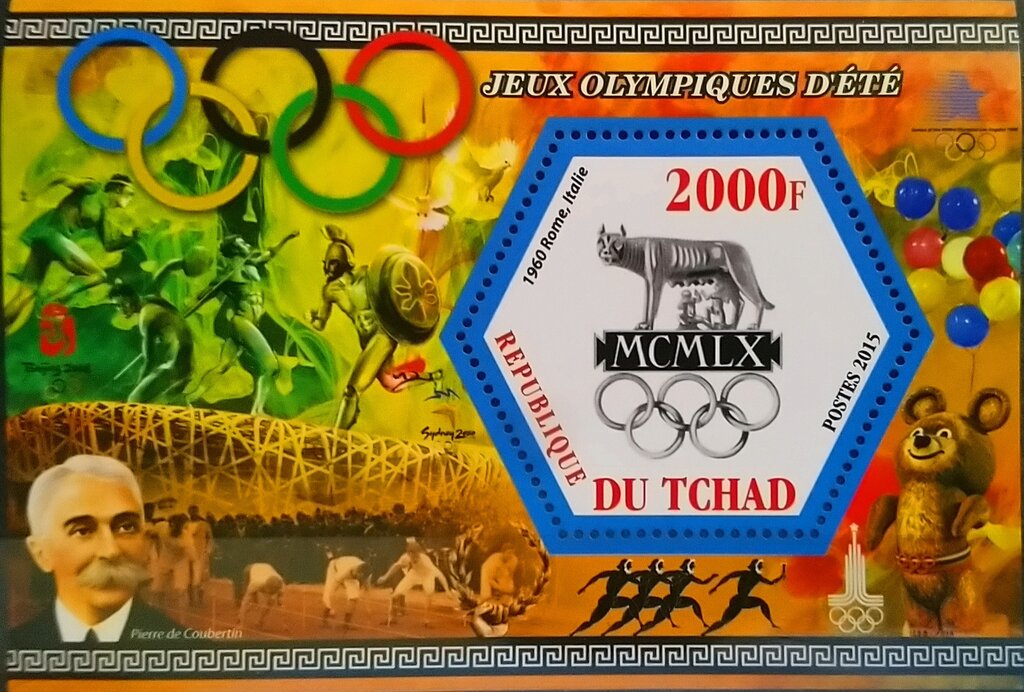 JEUX OLYMPIQUES D'ÉTÉ
1960 Rome, Italie
2000F
MCMLX
REPUBLIQUE
DU TCHAD
POSTES 2015
Sydney 2000
Pierre de Coubertin